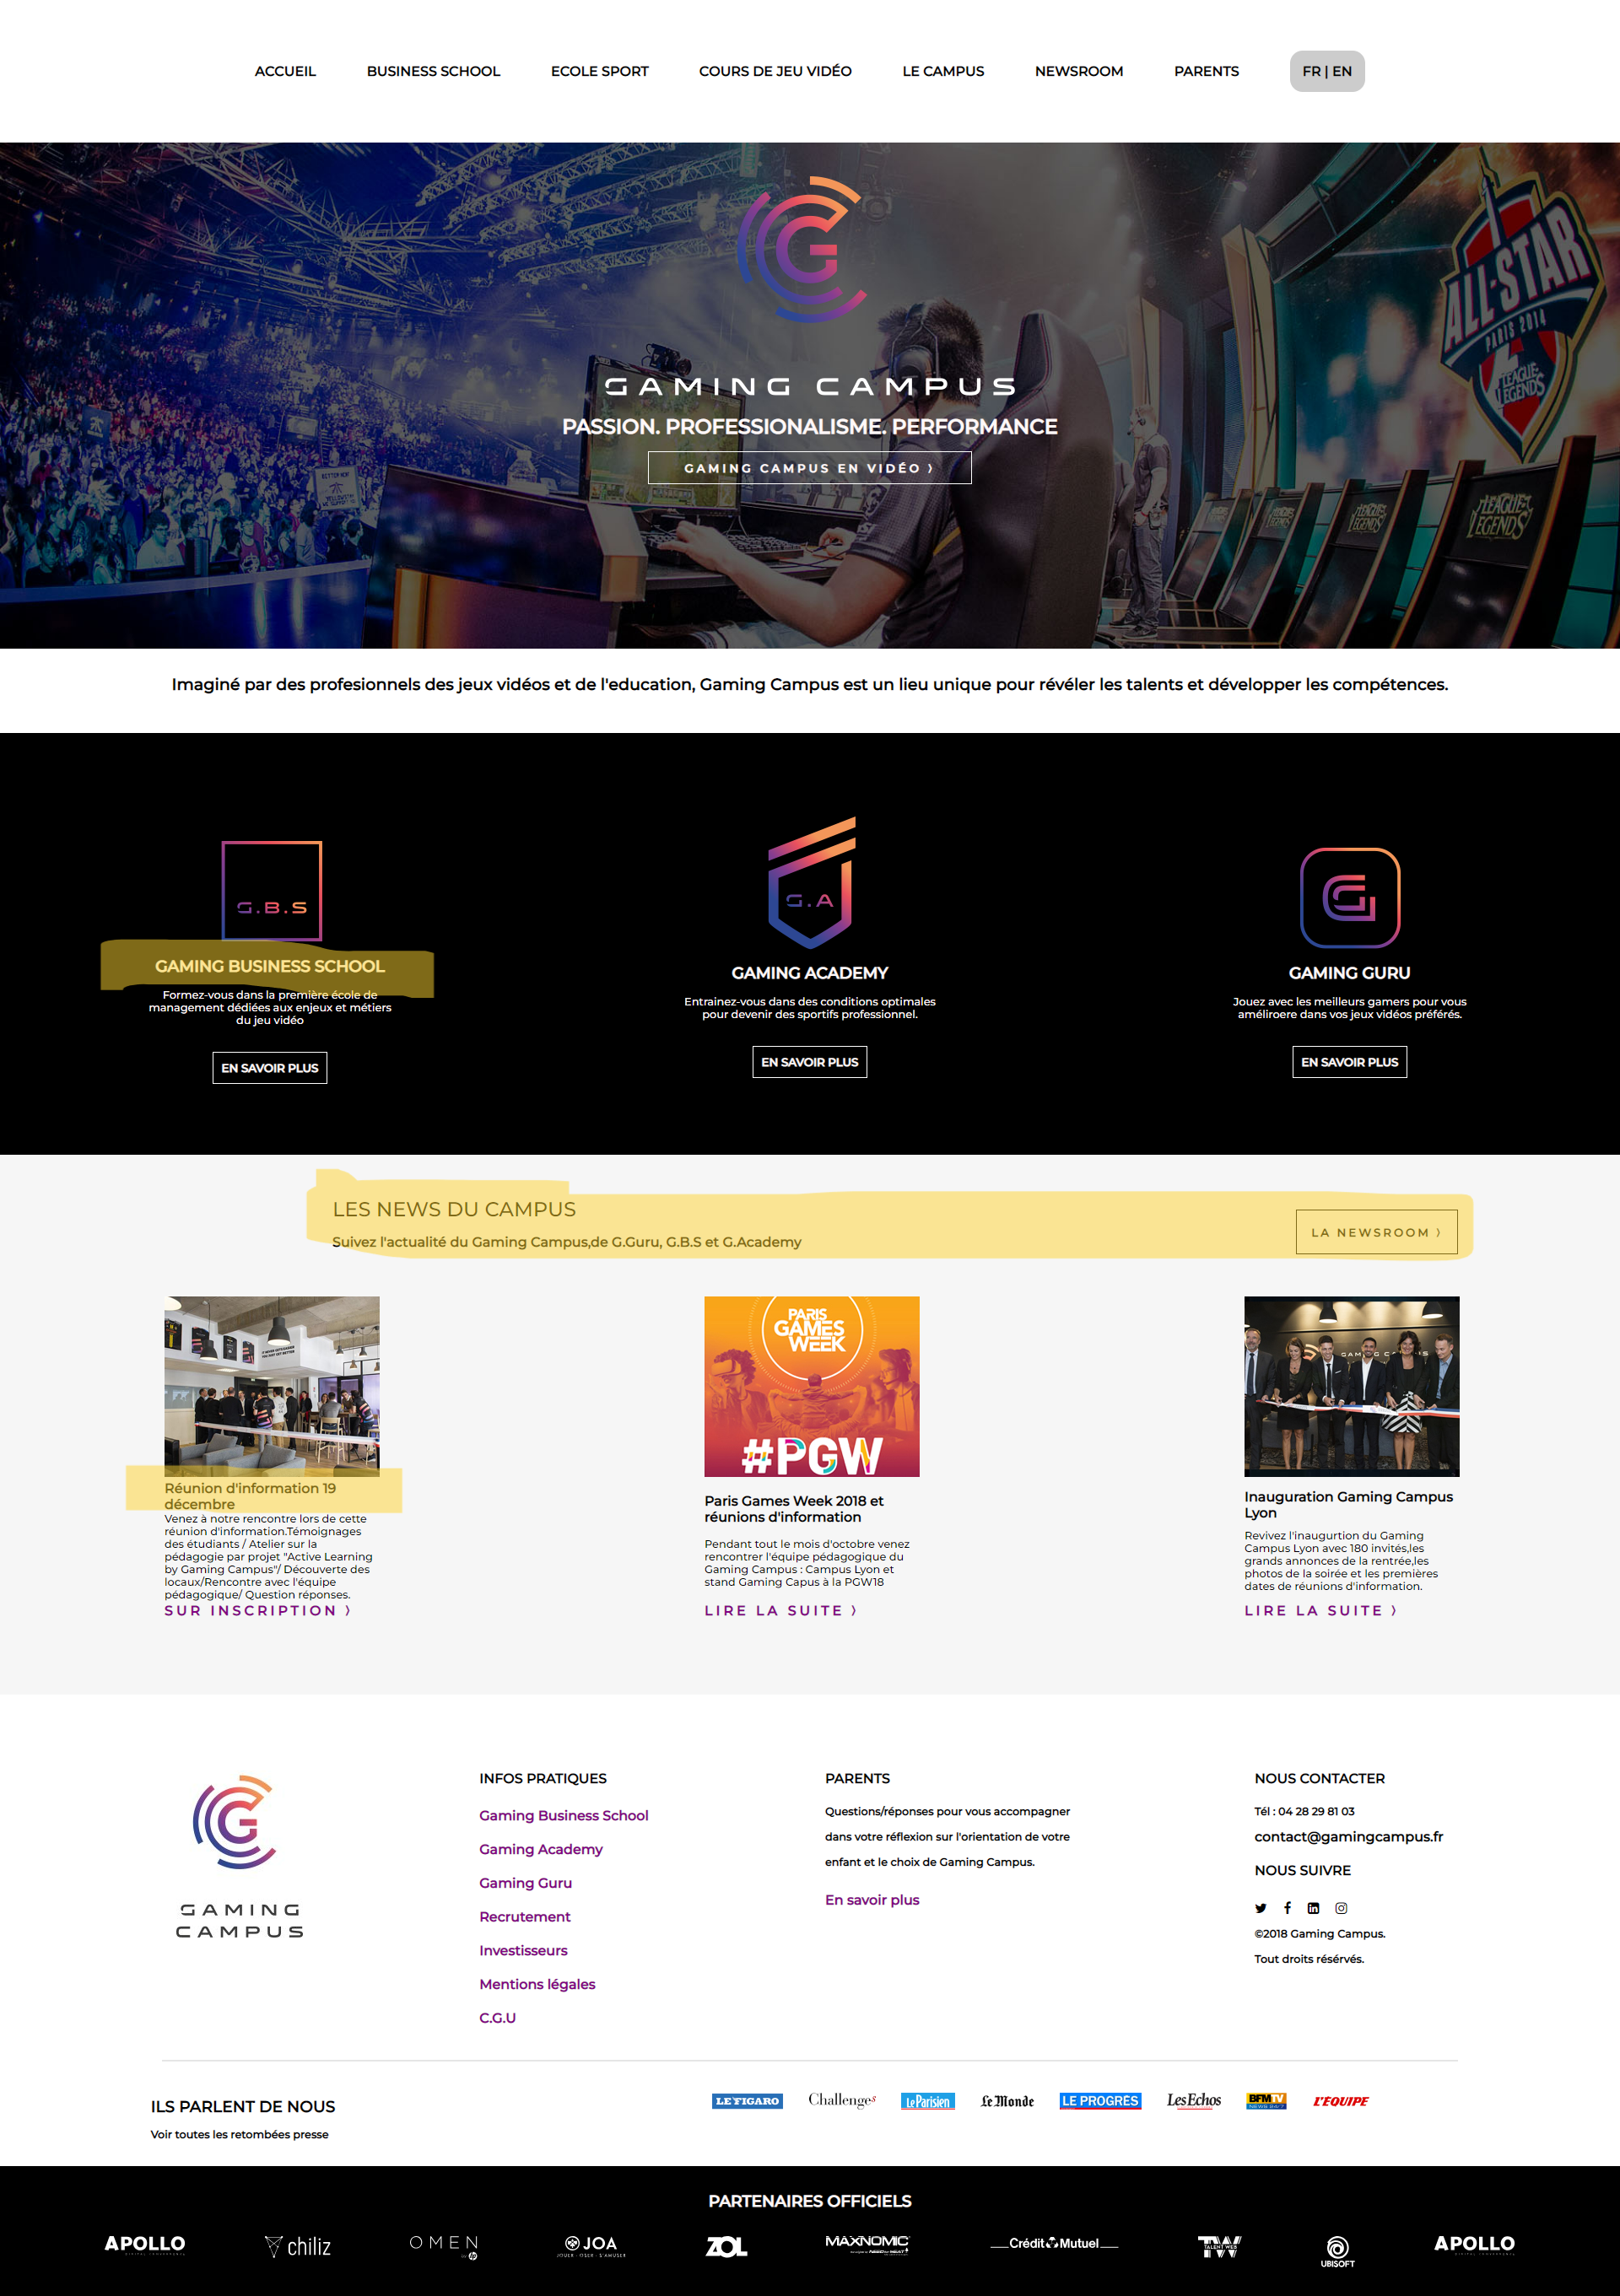 ACCUEIL BUSINESS SCHOOL ECOLE SPORT COURS DE JEU VIDÉO LE CAMPUS NEWSROOM PARENTS FR | EN
ALL-STAR
PARIS 2014
LEAGUE
LEGENDS
GAMING CAMPUS
PASSION. PROFESSIONALISME. PERFORMANCE
GAMING CAMPUS EN VIDÉO ⟩
LEAGUE LEGENDS
Imaginé par des profesionnels des jeux vidéos et de l'education, Gaming Campus est un lieu unique pour révéler les talents et développer les compétences.
G.B.S
GAMING BUSINESS SCHOOL
Formez-vous dans la première école de
management dédiées aux enjeux et métiers
du jeu vidéo
EN SAVOIR PLUS
G.A
GAMING ACADEMY
Entrainez-vous dans des conditions optimales
pour devenir des sportifs professionnel.
EN SAVOIR PLUS
GAMING GURU
Jouez avec les meilleurs gamers pour vous
améliroere dans vos jeux vidéos préférés.
EN SAVOIR PLUS
LES NEWS DU CAMPUS
Suivez l'actualité du Gaming Campus,de G.Guru, G.B.S et G.Academy
LA NEWSROOM ⟩
Réunion d'information 19
décembre
Venez à notre rencontre lors de cette
réunion d'information.Témoignages
des étudiants / Atelier sur la
pédagogie par projet "Active Learning
by Gaming Campus"/ Découverte des
locaux/Rencontre avec l'équipe
pédagogique/ Question réponses.
SUR INSCRIPTION ⟩
PARIS
GAMES
WEEK
#PGW
Paris Games Week 2018 et
réunions d'information
Pendant tout le mois d'octobre venez
rencontrer l'équipe pédagogique du
Gaming Campus : Campus Lyon et
stand Gaming Capus à la PGW18
LIRE LA SUITE ⟩
Inauguration Gaming Campus
Lyon
Revivez l'inaugurtion du Gaming
Campus Lyon avec 180 invités,les
grands annonces de la rentrée,les
photos de la soirée et les premières
dates de réunions d'information.
LIRE LA SUITE ⟩
GAMING
CAMPUS
INFOS PRATIQUES
Gaming Business School
Gaming Academy
Gaming Guru
Recrutement
Investisseurs
Mentions légales
C.G.U
PARENTS
Questions/réponses pour vous accompagner
dans votre réflexion sur l'orientation de votre
enfant et le choix de Gaming Campus.
En savoir plus
NOUS CONTACTER
Tél : 04 28 29 81 03
contact@gamingcampus.fr
NOUS SUIVRE
©2018 Gaming Campus.
Tout droits résérvés.
ILS PARLENT DE NOUS
Voir toutes les retombées presse
LE FIGARO Challenges Le Parisien Le Monde LE PROGRÈS Les Echos BFM TV L'ÉQUIPE
PARTENAIRES OFFICIELS
APOLLO chiliz OMEN by hp JOA JOUER · OSER · S'AMUSER ZOL MAXNOMIC Crédit Mutuel TW TALENT WEB UBISOFT APOLLO